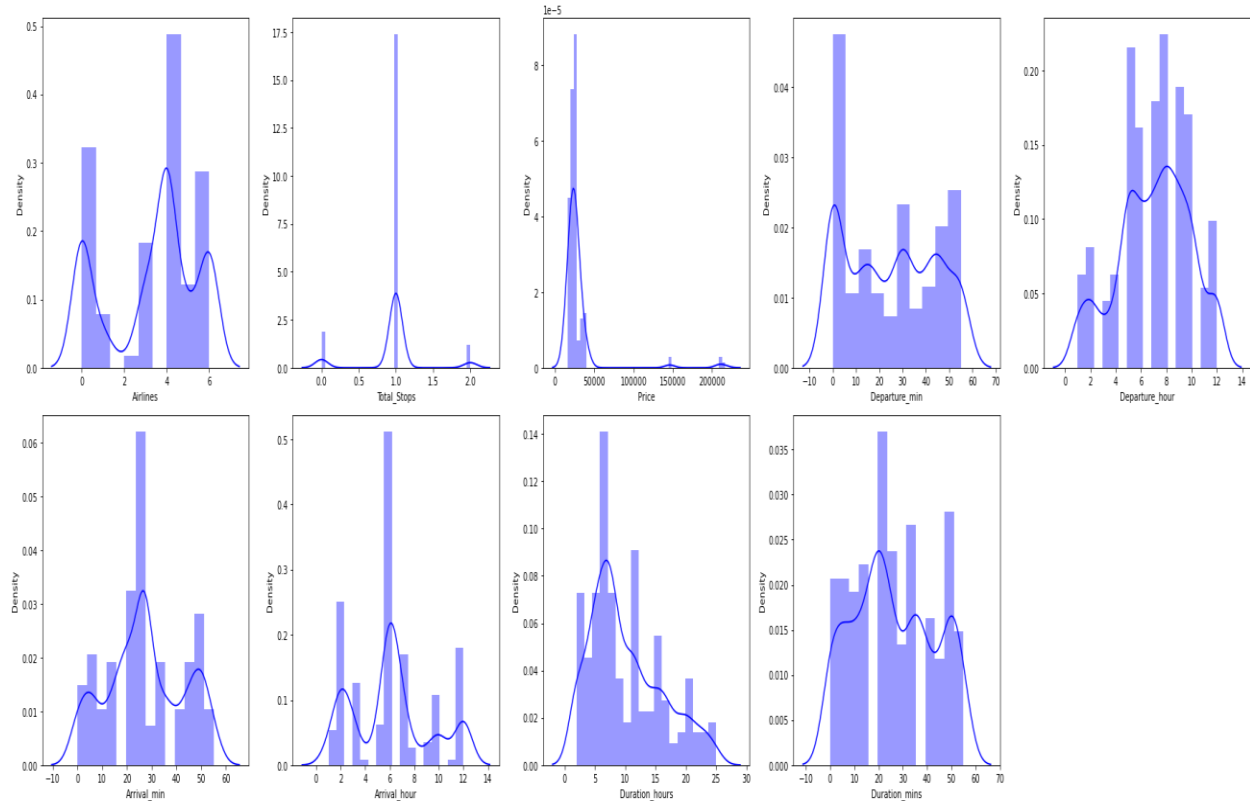 1e−5
0.5
0.4
0.3
0.2
0.1
0.0
Density
0 2 4 6
Airlines
17.5
15.0
12.5
10.0
7.5
5.0
2.5
0.0
Density
0.0 0.5 1.0 1.5 2.0
Total_Stops
8
6
4
2
0
Density
0 50000 100000 150000 200000
Price
0.04
0.03
0.02
0.01
0.00
Density
−10 0 10 20 30 40 50 60 70
Departure_min
0.20
0.15
0.10
0.05
0.00
Density
0 2 4 6 8 10 12 14
Departure_hour
0.06
0.05
0.04
0.03
0.02
0.01
0.00
Density
−10 0 10 20 30 40 50 60
Arrival_min
0.5
0.4
0.3
0.2
0.1
0.0
Density
0 2 4 6 8 10 12 14
Arrival_hour
0.14
0.12
0.10
0.08
0.06
0.04
0.02
0.00
Density
0 5 10 15 20 25 30
Duration_hours
0.035
0.030
0.025
0.020
0.015
0.010
0.005
0.000
Density
−10 0 10 20 30 40 50 60 70
Duration_mins